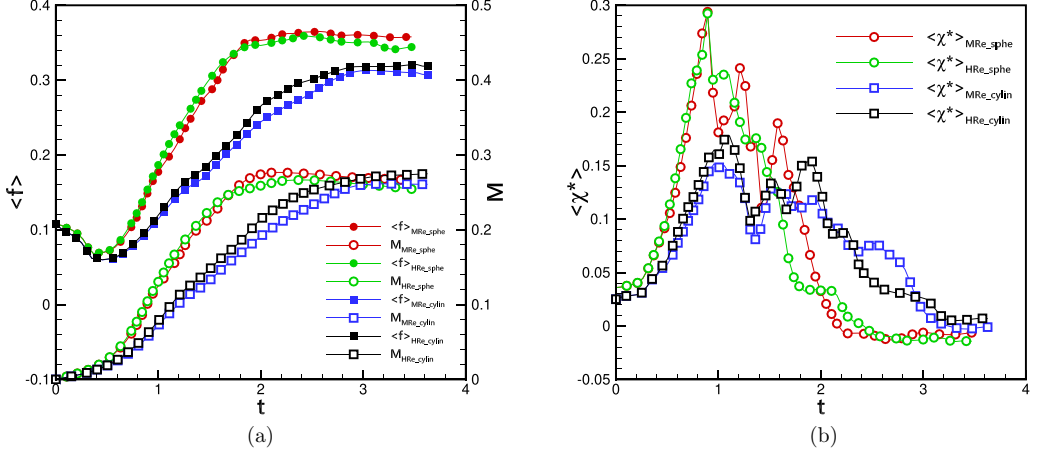 0.4
0.3
0.2
0.1
0
-0.1
<f>
0
1
2
3
4
t
0.5
0.4
0.3
0.2
0.1
0
M
<f>MRe_sphe
MMRe_sphe
<f>HRe_sphe
MHRe_sphe
<f>MRe_cylin
MMRe_cylin
<f>HRe_cylin
MHRe_cylin
(a)
0.3
0.25
0.2
0.15
0.1
0.05
0
-0.05
<χ*>
0
1
2
3
4
t
<χ*>MRe_sphe
<χ*>HRe_sphe
<χ*>MRe_cylin
<χ*>HRe_cylin
(b)